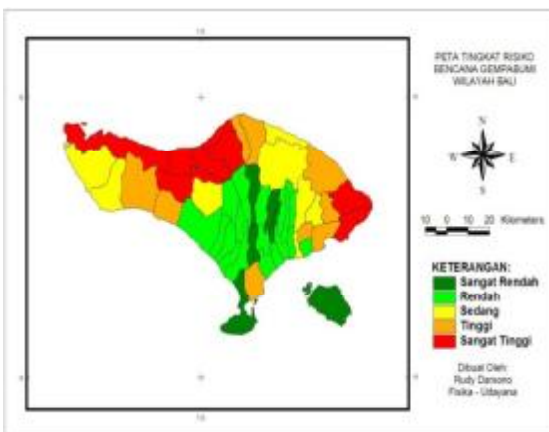 PETA TINGKAT RISIKO
BENCANA GEMPABUMI
WILAYAH BALI
N
W E
S
10 0 10 20 Kilometers
KETERANGAN:
Sangat Rendah
Rendah
Sedang
Tinggi
Sangat Tinggi
Dibuat Oleh:
Rudy Darsono
Fisika - Udayana